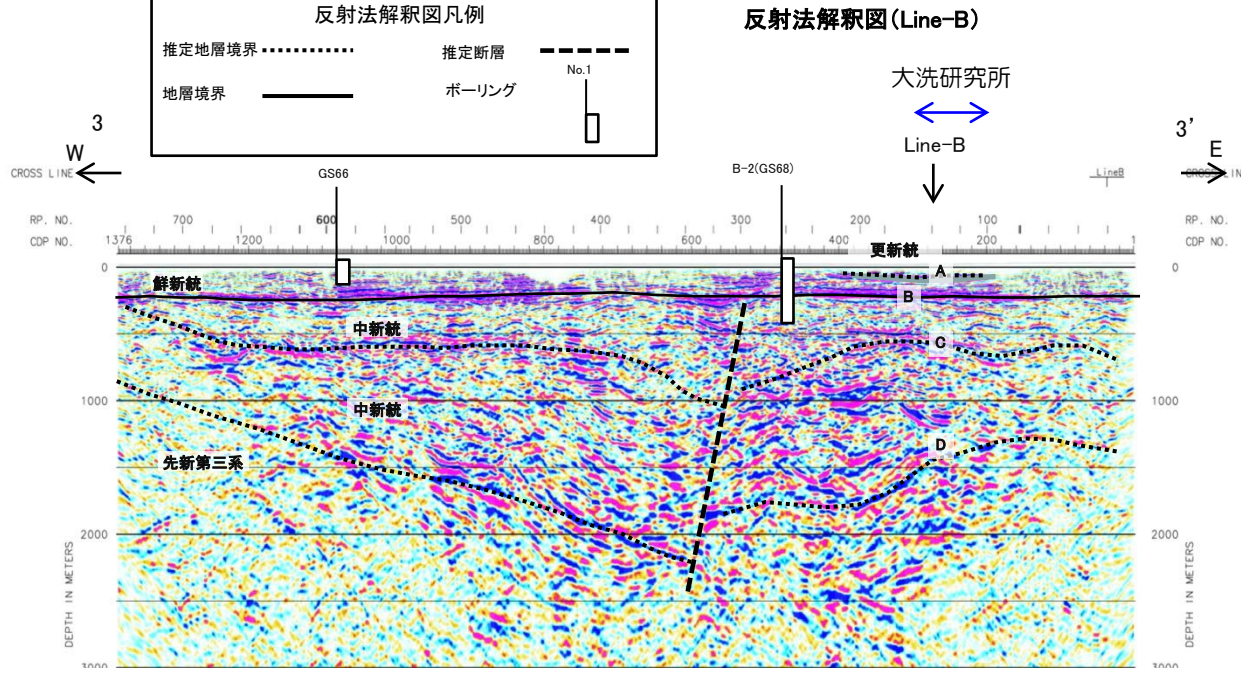 反射法解釈図凡例
推定地層境界
推定断層
地層境界
ボーリング
No.1
反射法解釈図(Line-B)
大洗研究所
Line-B
3
W
3'
E
CROSS LINE
GS66
B-2(GS68)
LineB
CROSS LIN
RP. NO.
700
600
500
400
300
200
100
RP. NO.
CDP NO.
1376
1200
1000
800
600
400
200
1
CDP NO.
更新統
0
A
0
鮮新統
B
中新統
C
1000
中新統
1000
D
先新第三系
2000
2000
DEPTH IN METERS
DEPTH IN METERS
3000
3000